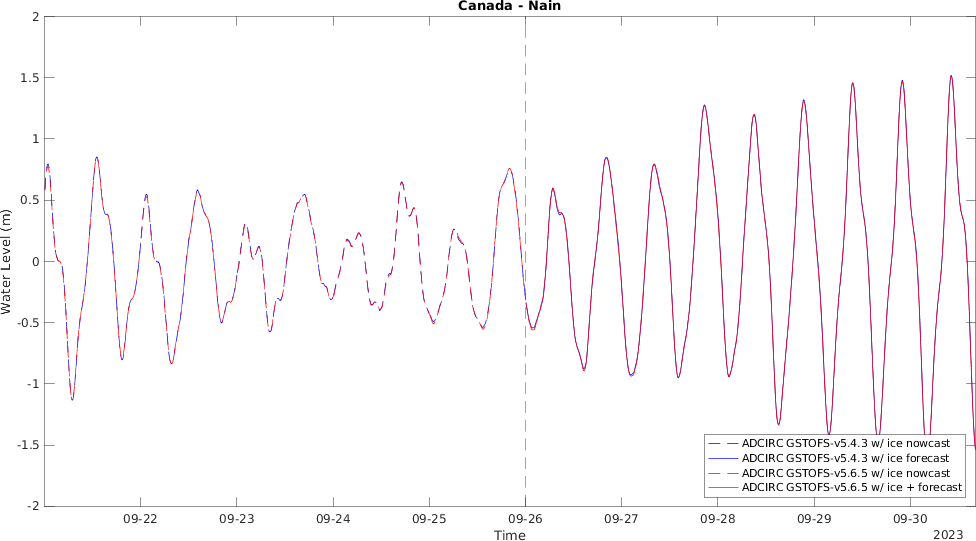 Canada - Nain
2
1.5
1
0.5
0
-0.5
-1
-1.5
-2
Water Level (m)
09-22
09-23
09-24
09-25
09-26
09-27
09-28
09-29
09-30
Time
2023
ADCIRC GSTOFS-v5.4.3 w/ ice nowcast
ADCIRC GSTOFS-v5.4.3 w/ ice forecast
ADCIRC GSTOFS-v5.6.5 w/ ice nowcast
ADCIRC GSTOFS-v5.6.5 w/ ice + forecast